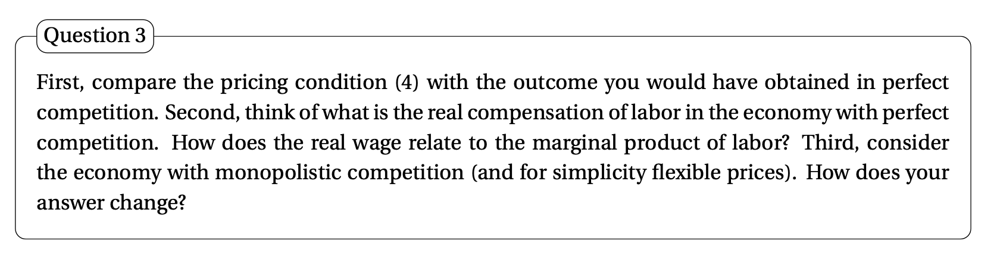 Question 3
First, compare the pricing condition (4) with the outcome you would have obtained in perfect
competition. Second, think of what is the real compensation of labor in the economy with perfect
competition. How does the real wage relate to the marginal product of labor? Third, consider
the economy with monopolistic competition (and for simplicity flexible prices). How does your
answer change?